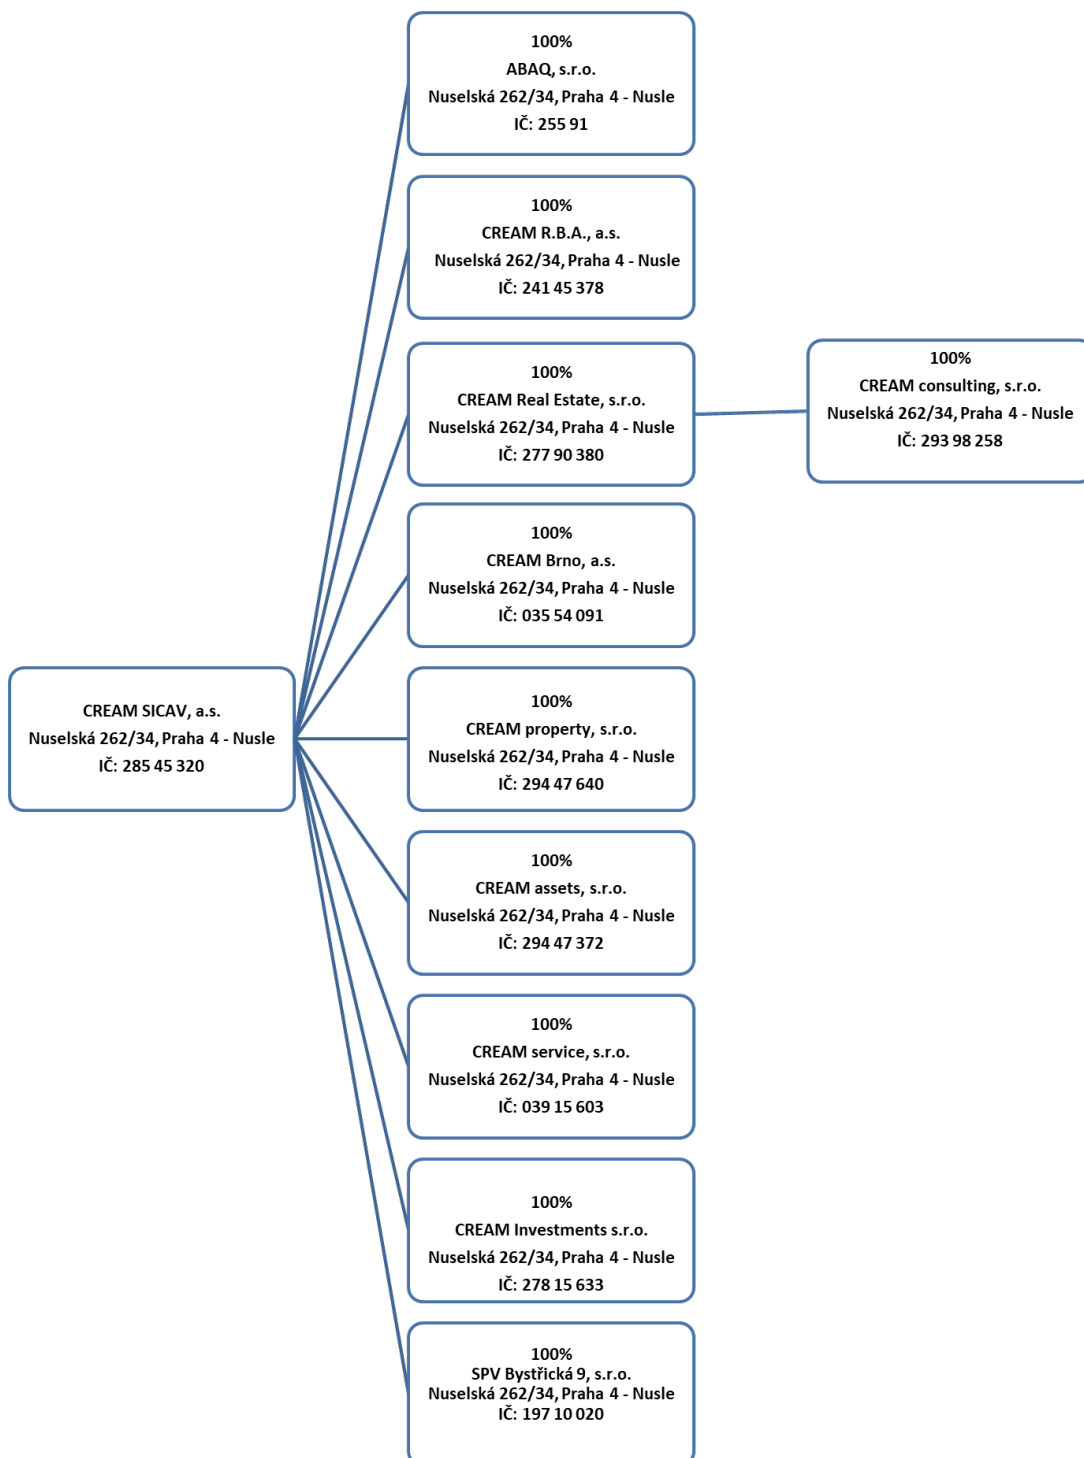 100%
ABAQ, s.r.o.
Nuselská 262/34, Praha 4 - Nusle
IČ: 255 91
100%
CREAM R.B.A., a.s.
Nuselská 262/34, Praha 4 - Nusle
IČ: 241 45 378
100%
CREAM Real Estate, s.r.o.
Nuselská 262/34, Praha 4 - Nusle
IČ: 277 90 380
100%
CREAM consulting, s.r.o.
Nuselská 262/34, Praha 4 - Nusle
IČ: 293 98 258
100%
CREAM Brno, a.s.
Nuselská 262/34, Praha 4 - Nusle
IČ: 035 54 091
CREAM SICAV, a.s.
Nuselská 262/34, Praha 4 - Nusle
IČ: 285 45 320
100%
CREAM property, s.r.o.
Nuselská 262/34, Praha 4 - Nusle
IČ: 294 47 640
100%
CREAM assets, s.r.o.
Nuselská 262/34, Praha 4 - Nusle
IČ: 294 47 372
100%
CREAM service, s.r.o.
Nuselská 262/34, Praha 4 - Nusle
IČ: 039 15 603
100%
CREAM Investments s.r.o.
Nuselská 262/34, Praha 4 - Nusle
IČ: 278 15 633
100%
SPV Bystřická 9, s.r.o.
Nuselská 262/34, Praha 4 - Nusle
IČ: 197 10 020